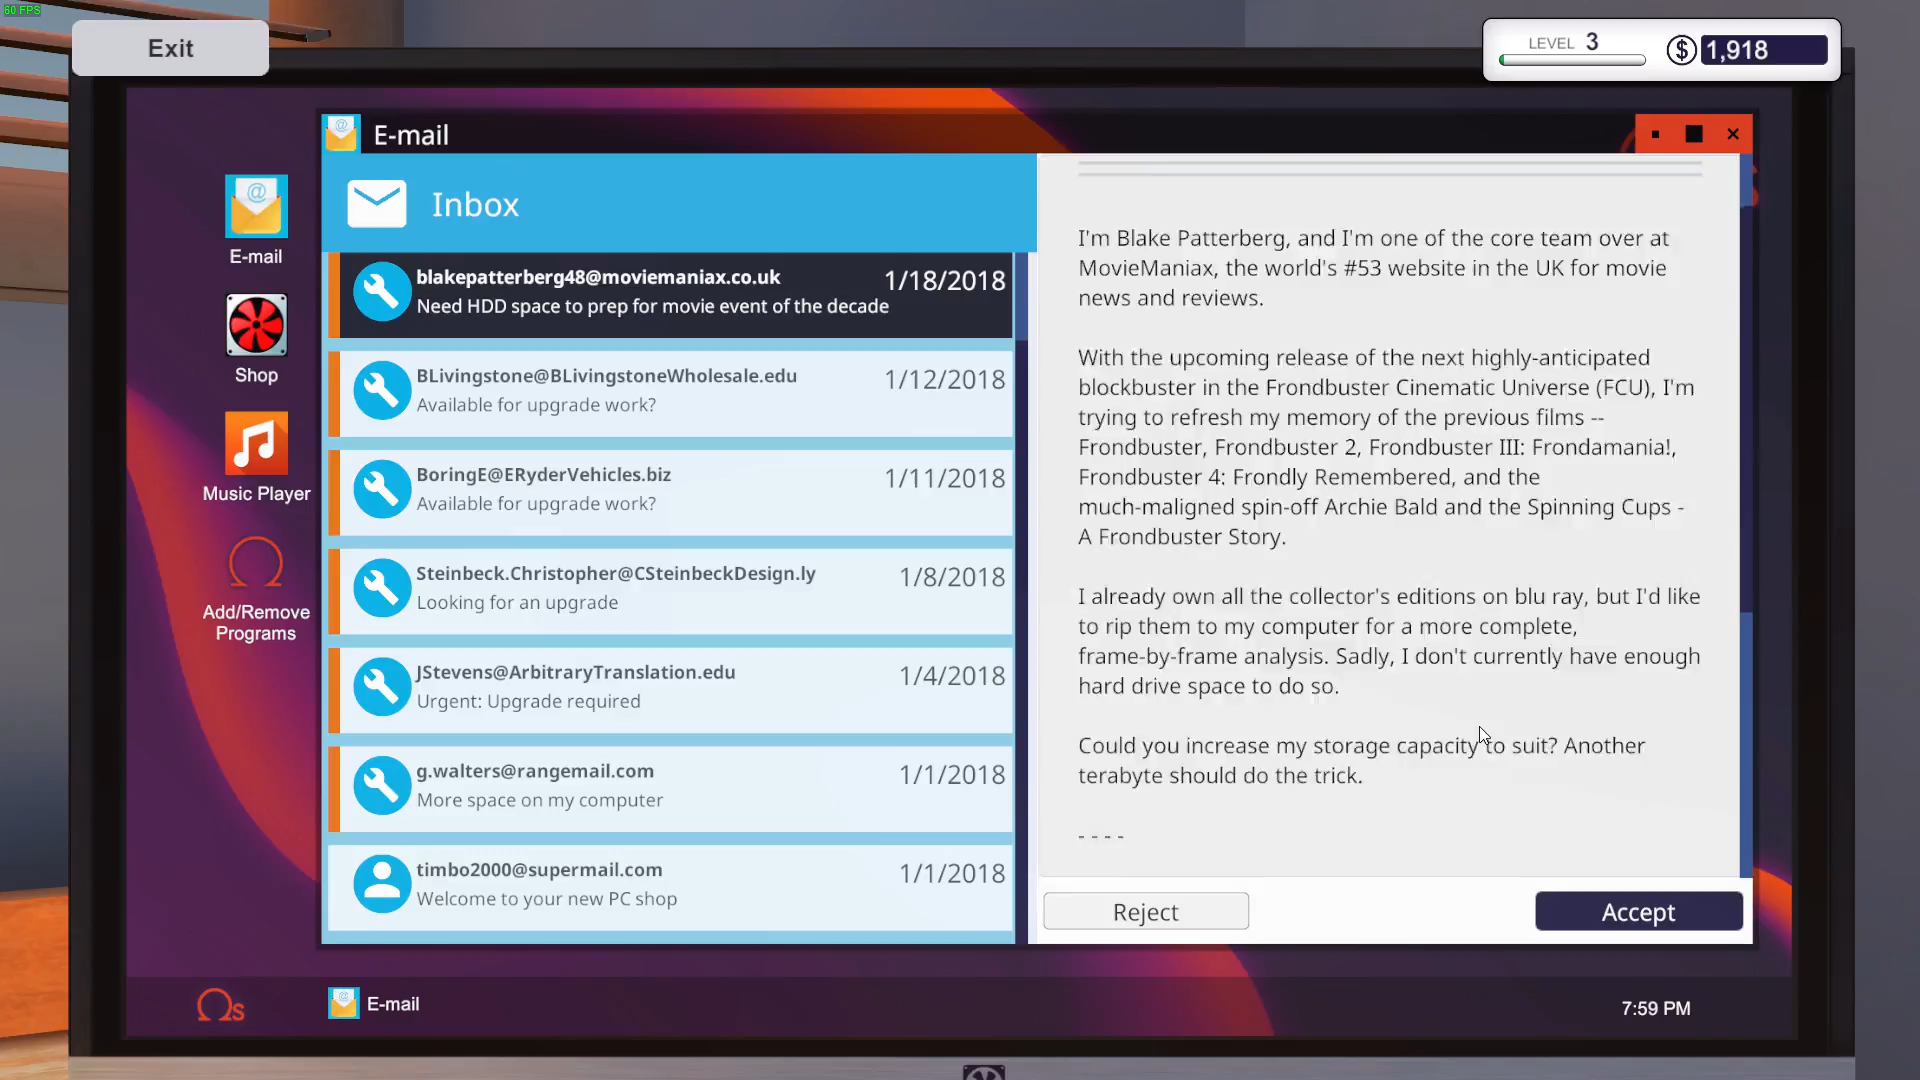 60 FPS
Exit
LEVEL 3
$ 1,918
E-mail
E-mail
Shop
Music Player
Add/Remove
Programs
Inbox
blakepatterberg48@moviemaniax.co.uk
1/18/2018
Need HDD space to prep for movie event of the decade
BLivingstone@BLivingstoneWholesale.edu
1/12/2018
Available for upgrade work?
BoringE@ERyderVehicles.biz
1/11/2018
Available for upgrade work?
Steinbeck.Christopher@CSteinbeckDesign.ly
1/8/2018
Looking for an upgrade
JStevens@ArbitraryTranslation.edu
1/4/2018
Urgent: Upgrade required
g.walters@rangemail.com
1/1/2018
More space on my computer
timbo2000@supermail.com
1/1/2018
Welcome to your new PC shop
I'm Blake Patterberg, and I'm one of the core team over at
MovieManiax, the world's #53 website in the UK for movie
news and reviews.
With the upcoming release of the next highly-anticipated
blockbuster in the Frondbuster Cinematic Universe (FCU), I'm
trying to refresh my memory of the previous films --
Frondbuster, Frondbuster 2, Frondbuster III: Frondamania!,
Frondbuster 4: Frondly Remembered, and the
much-maligned spin-off Archie Bald and the Spinning Cups -
A Frondbuster Story.
I already own all the collector's editions on blu ray, but I'd like
to rip them to my computer for a more complete,
frame-by-frame analysis. Sadly, I don't currently have enough
hard drive space to do so.
Could you increase my storage capacity to suit? Another
terabyte should do the trick.
- - - -
Reject
Accept
Ωs
E-mail
7:59 PM